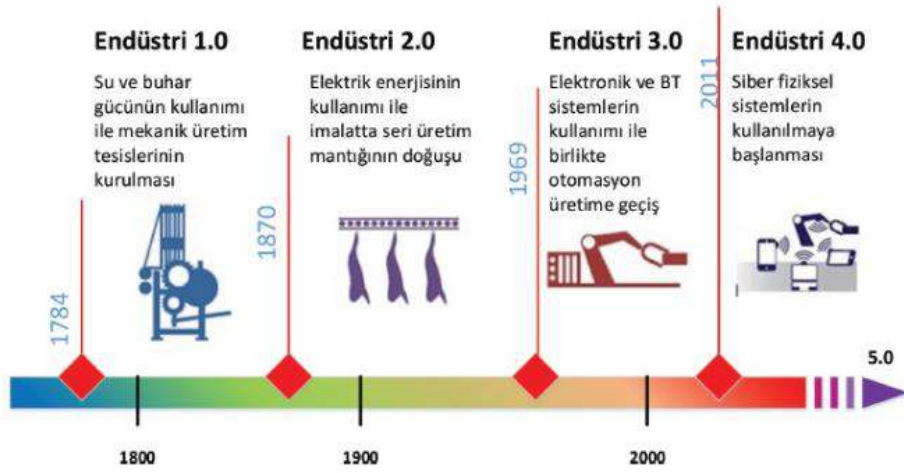 Endüstri 1.0
Su ve buhar
gücünün kullanımı
ile mekanik üretim
tesislerinin
kurulması
1784
Endüstri 2.0
Elektrik enerjisinin
kullanımı ile
imalatta seri üretim
mantığının doğuşu
1870
Endüstri 3.0
Elektronik ve BT
sistemlerin
kullanımı ile
birlikte
otomasyon
üretime geçiş
1969
Endüstri 4.0
Siber fiziksel
sistemlerin
kullanılmaya
başlanması
2011
5.0
1800
1900
2000